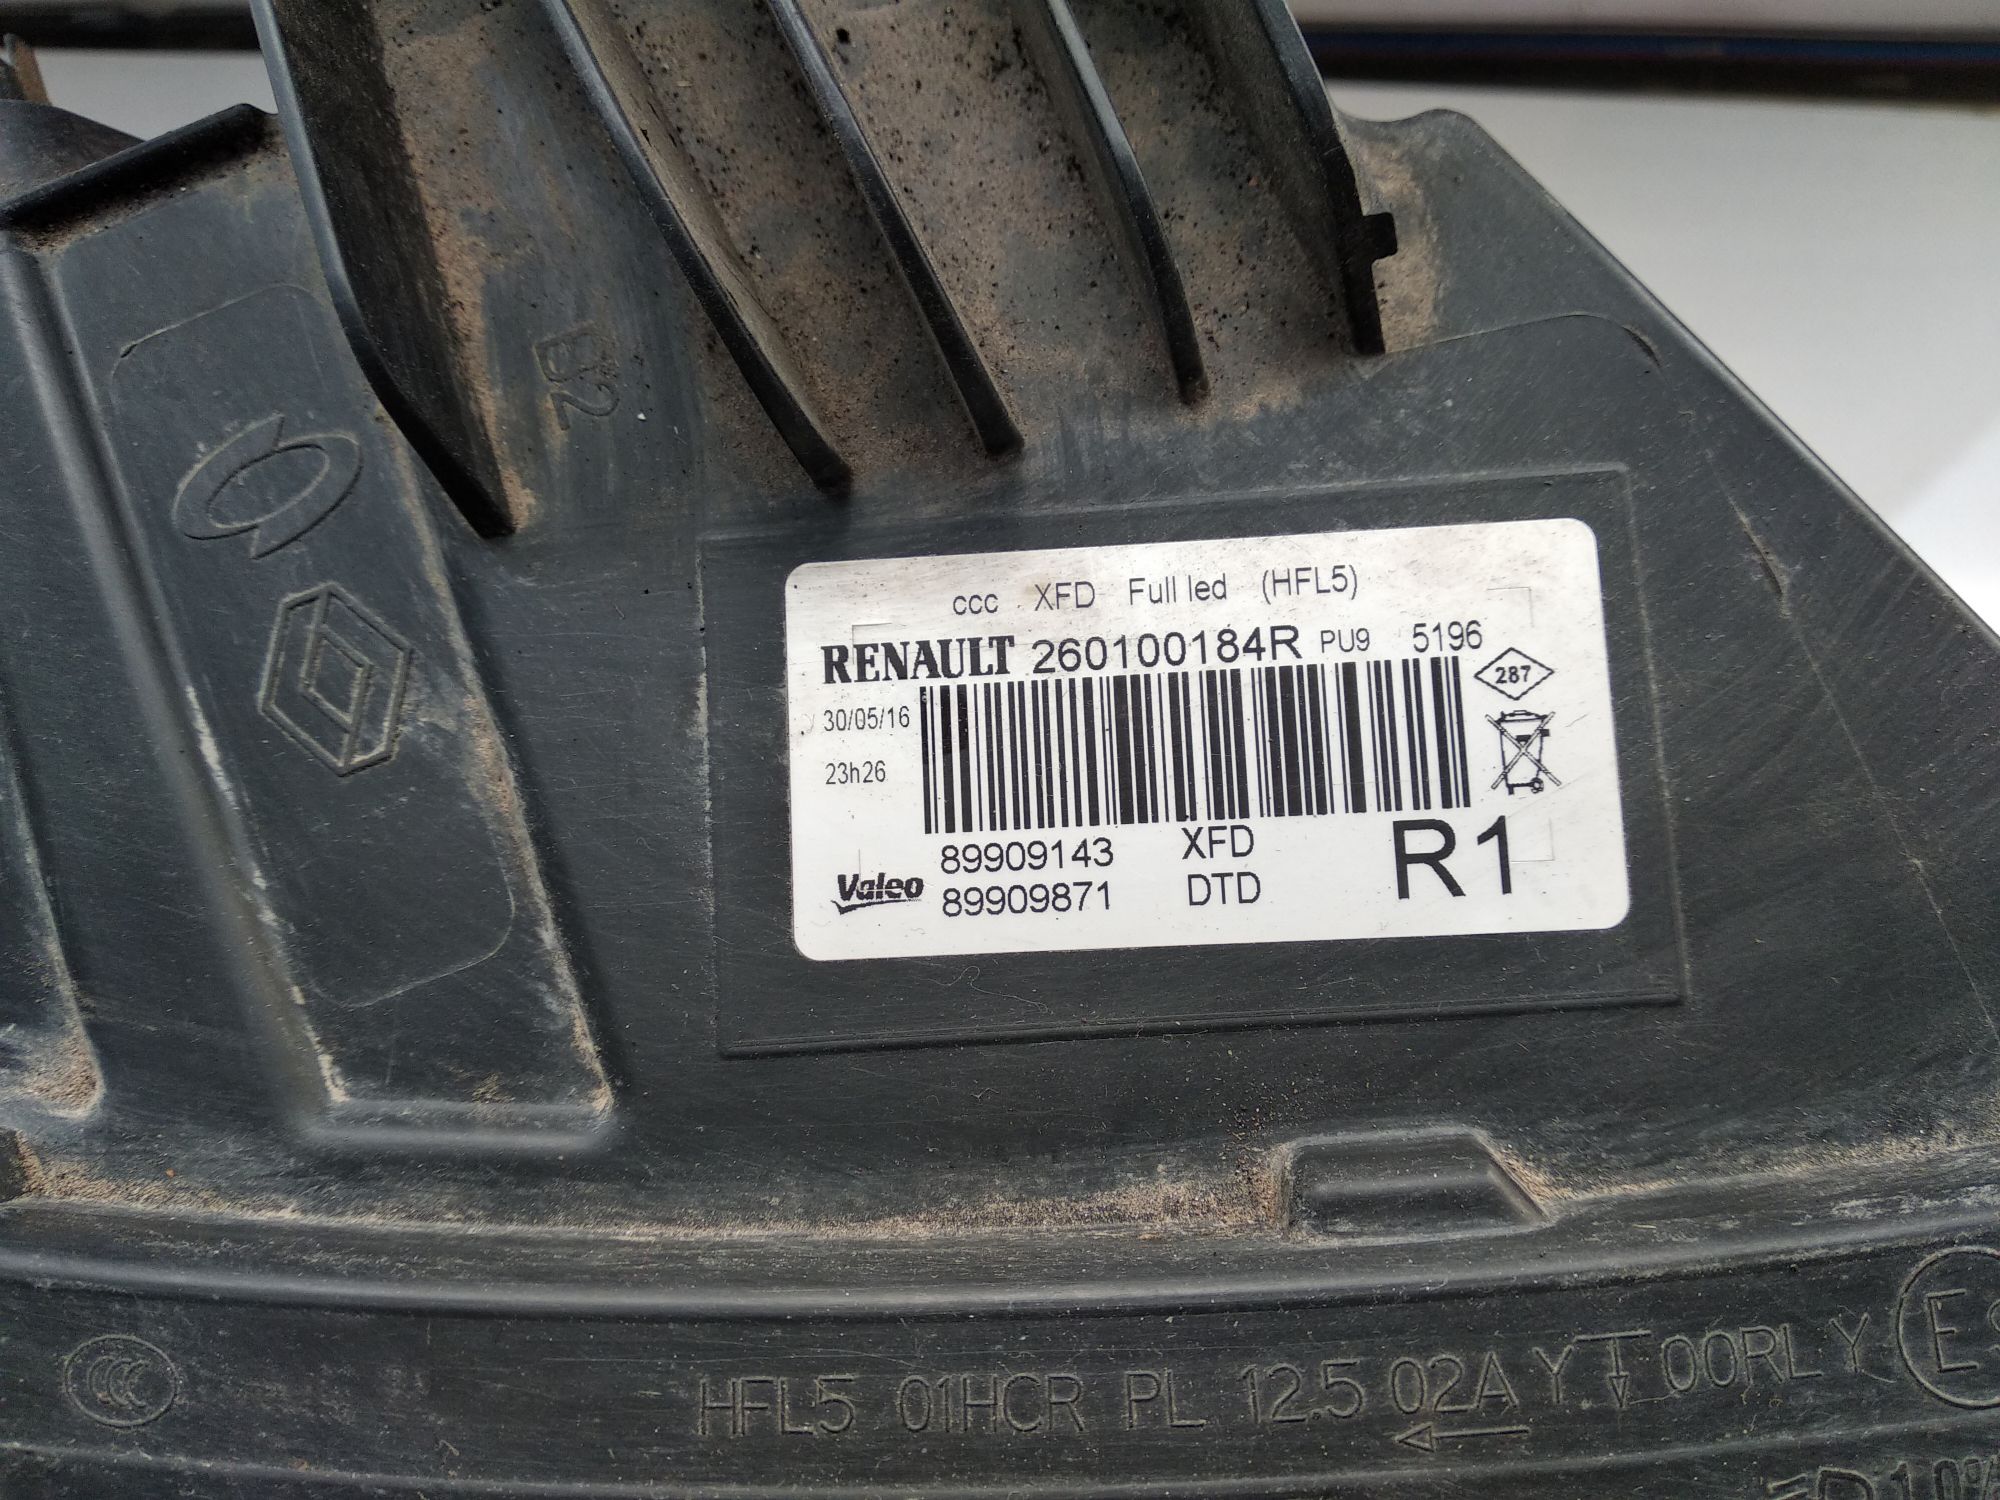 B2
ccc XFD Full led (HFL5)
RENAULT 260100184R PU9 5196
287
30/05/16
23h26
89909143 XFD
Valeo 89909871 DTD
R1
CCC HFL5 01HCR PL 12.5 02A Y 00RL Y E